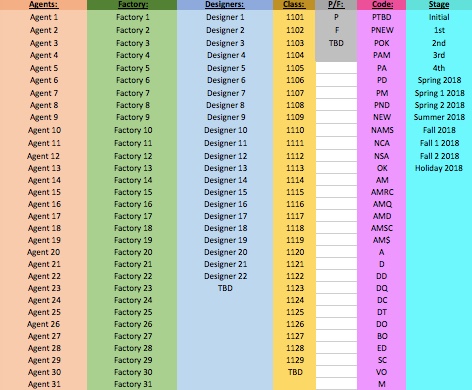 Agents: Factory: Designers: Class: P/F: Code: Stage
Agent 1 Factory 1 Designer 1 1101 P PTBD Initial
Agent 2 Factory 2 Designer 2 1102 F PNEW 1st
Agent 3 Factory 3 Designer 3 1103 TBD POK 2nd
Agent 4 Factory 4 Designer 4 1104 PAM 3rd
Agent 5 Factory 5 Designer 5 1105 PA 4th
Agent 6 Factory 6 Designer 6 1106 PD Spring 2018
Agent 7 Factory 7 Designer 7 1107 PM Spring 1 2018
Agent 8 Factory 8 Designer 8 1108 PND Spring 2 2018
Agent 9 Factory 9 Designer 9 1109 NEW Summer 2018
Agent 10 Factory 10 Designer 10 1110 NAMS Fall 2018
Agent 11 Factory 11 Designer 11 1111 NCA Fall 1 2018
Agent 12 Factory 12 Designer 12 1112 NSA Fall 2 2018
Agent 13 Factory 13 Designer 13 1113 OK Holiday 2018
Agent 14 Factory 14 Designer 14 1114 AM
Agent 15 Factory 15 Designer 15 1115 AMRC
Agent 16 Factory 16 Designer 16 1116 AMQ
Agent 17 Factory 17 Designer 17 1117 AMD
Agent 18 Factory 18 Designer 18 1118 AMSC
Agent 19 Factory 19 Designer 19 1119 AM$
Agent 20 Factory 20 Designer 20 1120 A
Agent 21 Factory 21 Designer 21 1121 D
Agent 22 Factory 22 Designer 22 1122 DD
Agent 23 Factory 23 TBD 1123 DQ
Agent 24 Factory 24 1124 DC
Agent 25 Factory 25 1125 DT
Agent 26 Factory 26 1126 DO
Agent 27 Factory 27 1127 BO
Agent 28 Factory 28 1128 ED
Agent 29 Factory 29 1129 SC
Agent 30 Factory 30 TBD VO
Agent 31 Factory 31 M